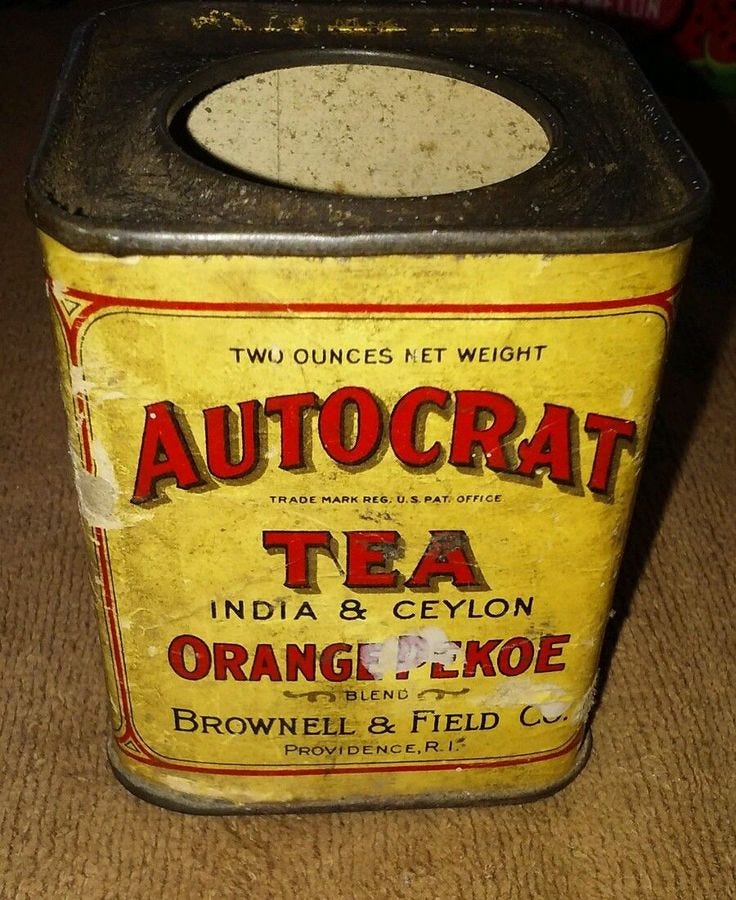 TWO OUNCES NET WEIGHT
AUTOCRAT
TRADE MARK REG. U.S. PAT. OFFICE
TEA
INDIA & CEYLON
ORANGE PEKOE
BLEND
BROWNELL & FIELD CO.
PROVIDENCE, R.I.